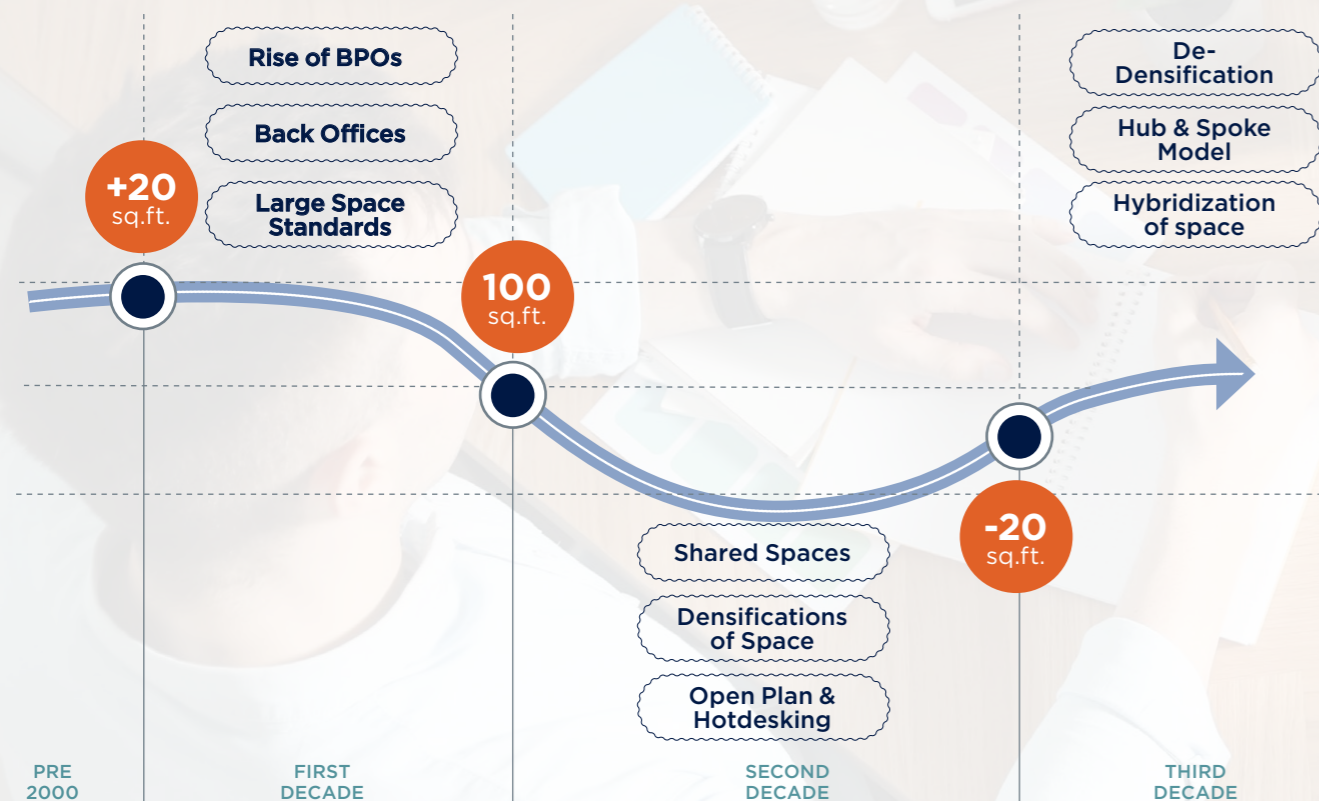 Rise of BPOs
Back Offices
Large Space
Standards
+20
sq.ft.
100
sq.ft.
De-
Densification
Hub & Spoke
Model
Hybridization
of space
-20
sq.ft.
Shared Spaces
Densifications
of Space
Open Plan &
Hotdesking
PRE
2000
FIRST
DECADE
SECOND
DECADE
THIRD
DECADE